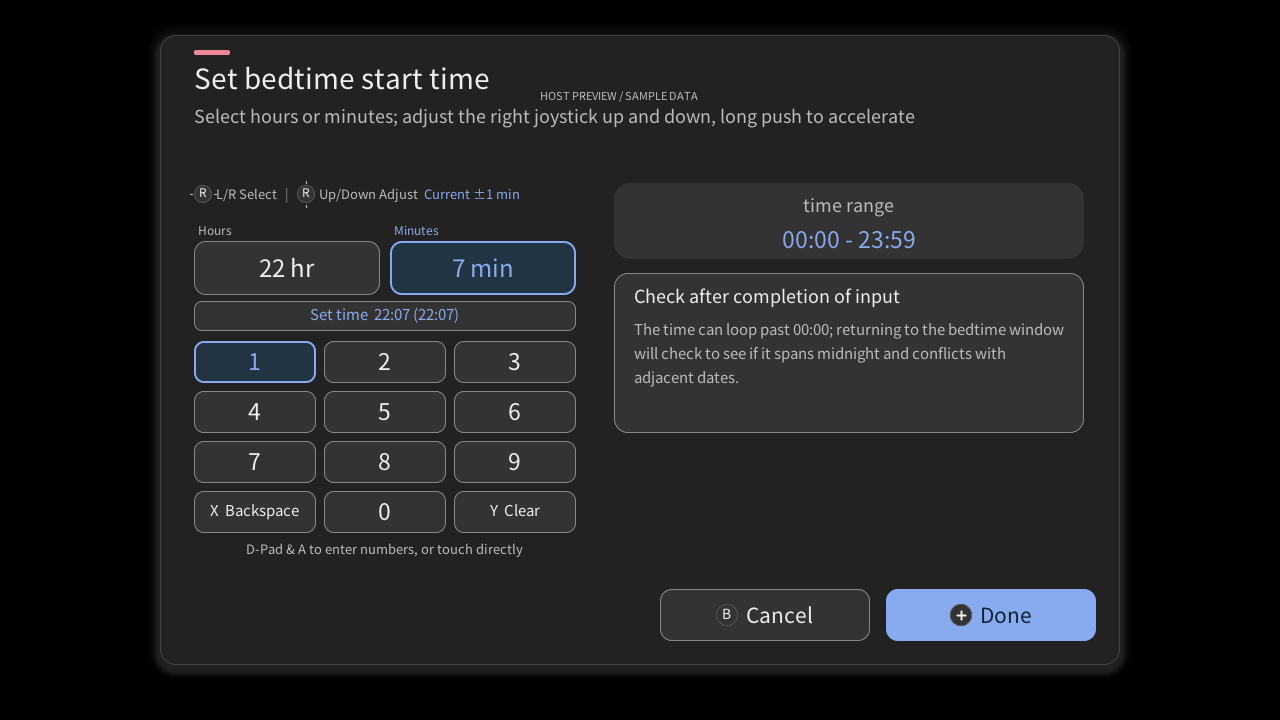 Set bedtime start time
HOST PREVIEW / SAMPLE DATA
Select hours or minutes; adjust the right joystick up and down, long push to accelerate
R L/R Select | R Up/Down Adjust Current ±1 min
Hours
Minutes
22 hr
7 min
Set time 22:07 (22:07)
1 2 3
4 5 6
7 8 9
X Backspace 0 Y Clear
D-Pad & A to enter numbers, or touch directly
time range
00:00 - 23:59
Check after completion of input
The time can loop past 00:00; returning to the bedtime window
will check to see if it spans midnight and conflicts with
adjacent dates.
B Cancel
+ Done